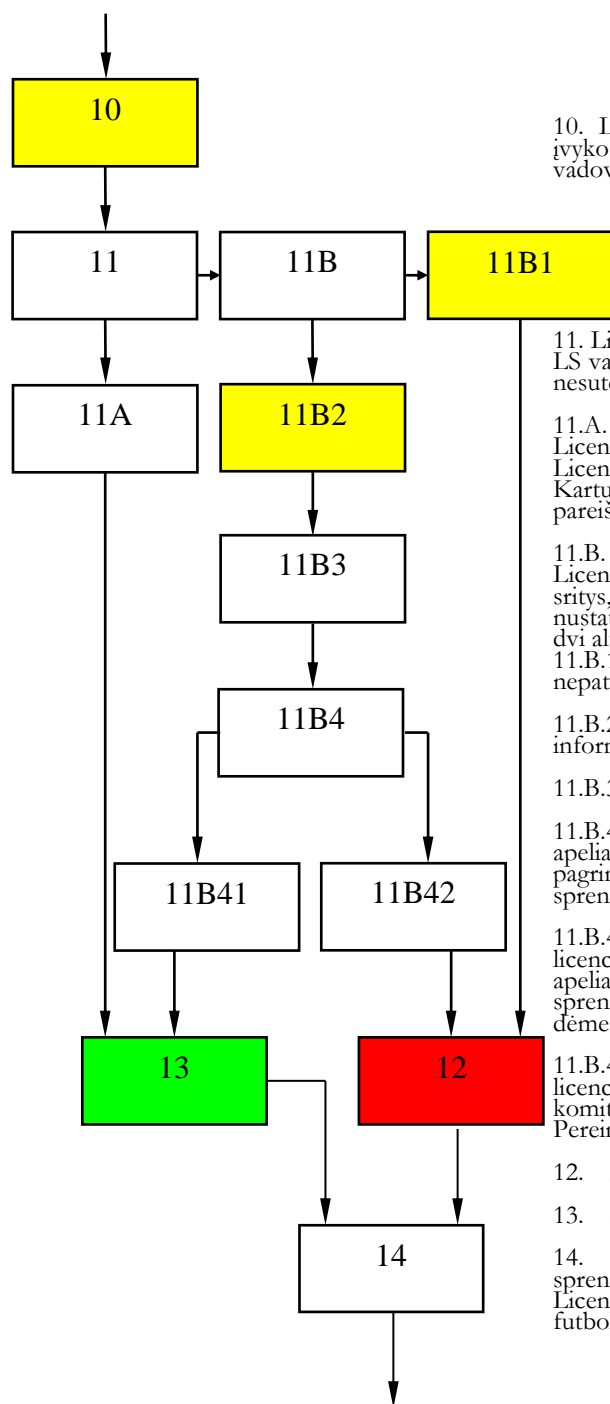 10
11
11B
11B1
11A
11B2
11B3
11B4
11B41
11B42
13
12
14
10. L
įvyko
vadov
11. Li
LS va
nesut
11.A.
Licen
Licen
Kartu
pareiš
11.B.
Licen
sritys,
nusta
dvi al
11.B.1
nepat
11.B.2
infor
11.B.3
11.B.4
apelia
pagrin
spren
11.B.4
licenc
apelia
spren
dėme
11.B.4
licenc
komit
Perein
12.
13.
14.
spren
Licen
futbo